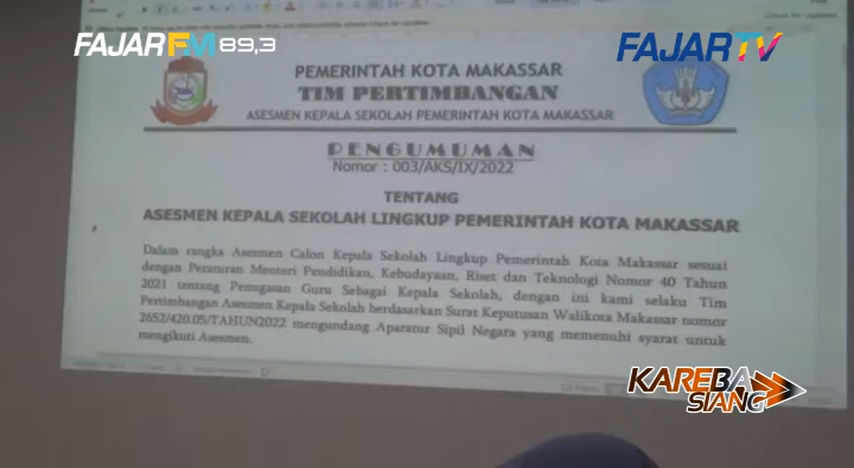 FAJAR FM 89,3
FAJAR TV
PEMERINTAH KOTA MAKASSAR
TIM PERTIMBANGAN
ASESMEN KEPALA SEKOLAH PEMERINTAH KOTA MAKASSAR
PENGUMUMAN
Nomor : 003/AKS/IX/2022
TENTANG
ASESMEN KEPALA SEKOLAH LINGKUP PEMERINTAH KOTA MAKASSAR
Dalam rangka Asesmen Calon Kepala Sekolah Lingkup Pemerintah Kota Makassar sesuai
dengan Peraturan Menteri Pendidikan, Kebudayaan, Riset dan Teknologi Nomor 40 Tahun
2021 tentang Penugasan Guru Sebagai Kepala Sekolah, dengan ini kami selaku Tim
Pertimbangan Asesmen Kepala Sekolah berdasarkan Surat Keputusan Walikota Makassar nomor
2652/420.05/TAHUN2022 mengundang Aparatur Sipil Negara yang memenuhi syarat untuk
mengikuti Asesmen.
KAREBA
SIANG